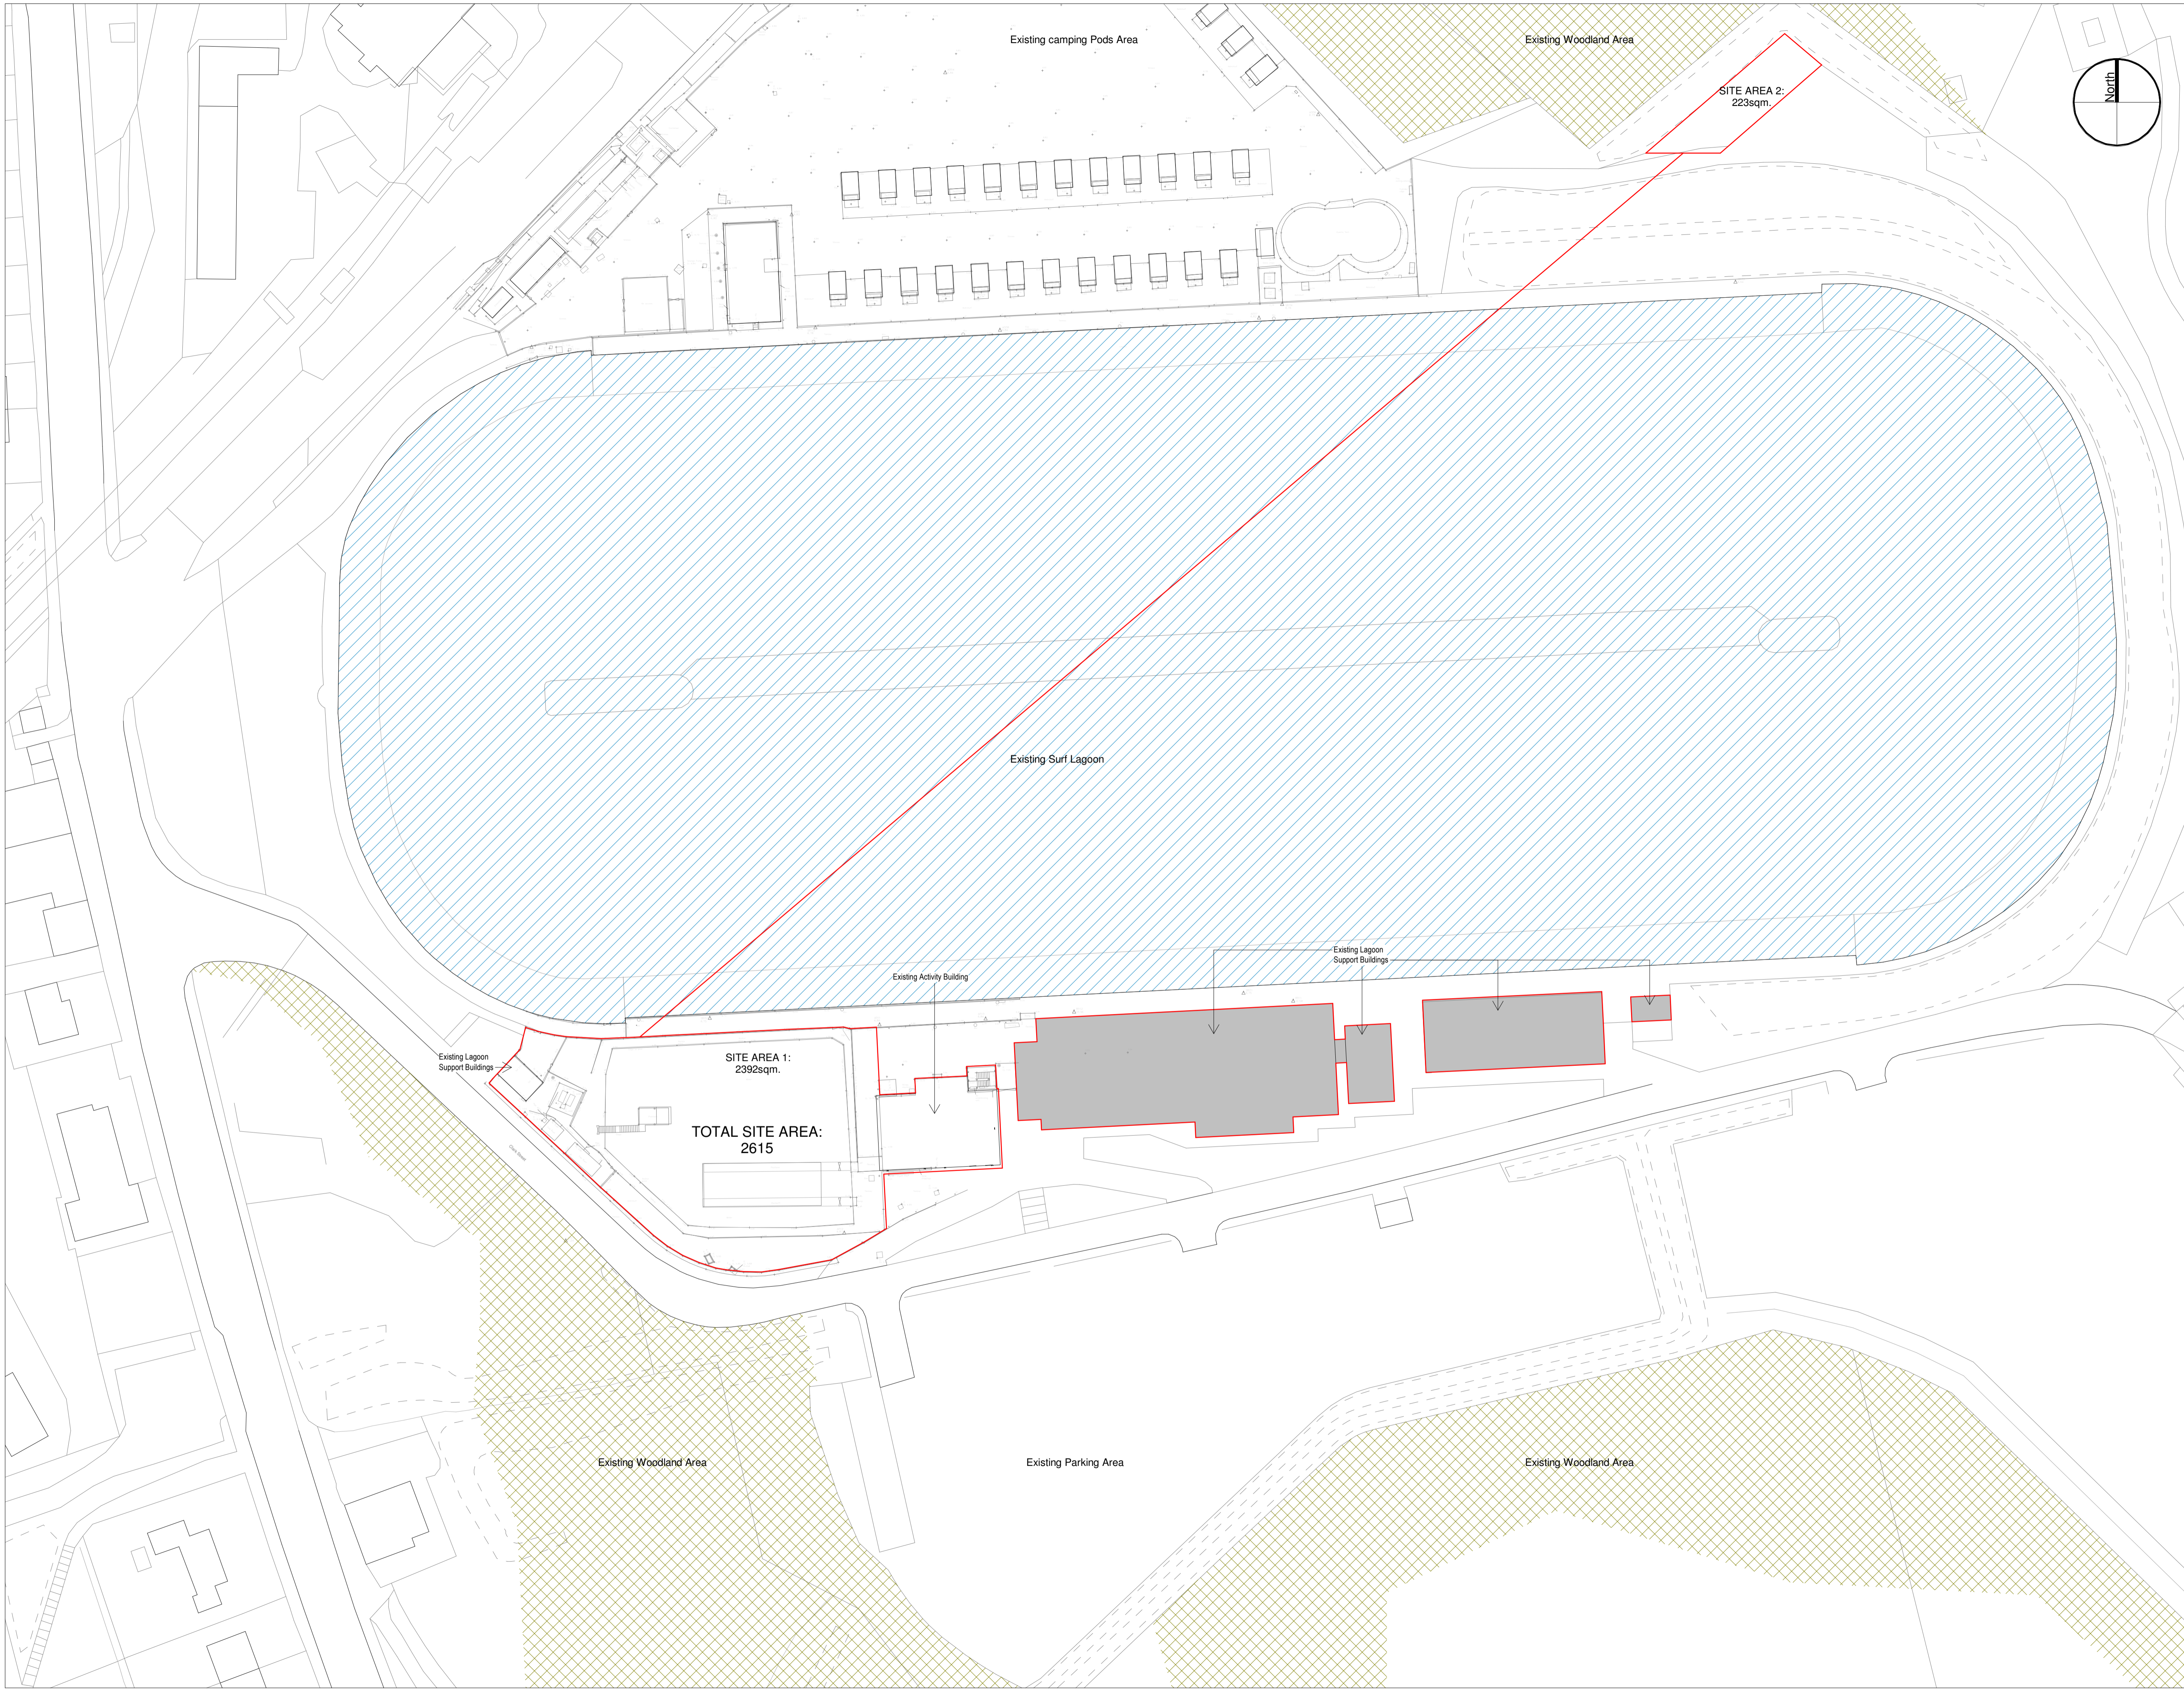 Existing camping Pods Area
Existing Woodland Area
North
SITE AREA 2:
223sqm.
Existing Surf Lagoon
Existing Lagoon
Support Buildings
Existing Activity Building
Existing Lagoon
Support Buildings
SITE AREA 1:
2392sqm.
TOTAL SITE AREA:
2615
Existing Woodland Area
Existing Parking Area
Existing Woodland Area